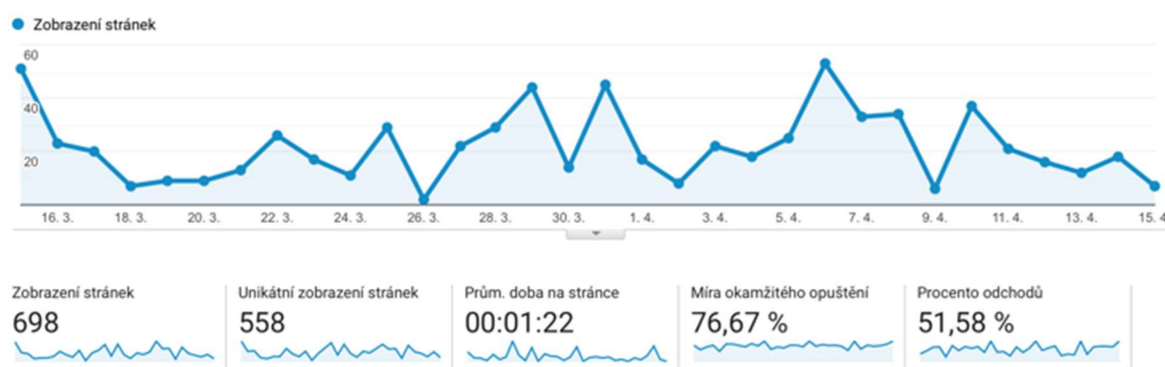 Zobrazení stránek
60
40
20
16. 3. 18. 3. 20. 3. 22. 3. 24. 3. 26. 3. 28. 3. 30. 3. 1. 4. 3. 4. 5. 4. 7. 4. 9. 4. 11. 4. 13. 4. 15. 4
Zobrazení stránek Unikátní zobrazení stránek Prům. doba na stránce Míra okamžitého opuštění Procento odchodů
698 558 00:01:22 76,67 % 51,58 %